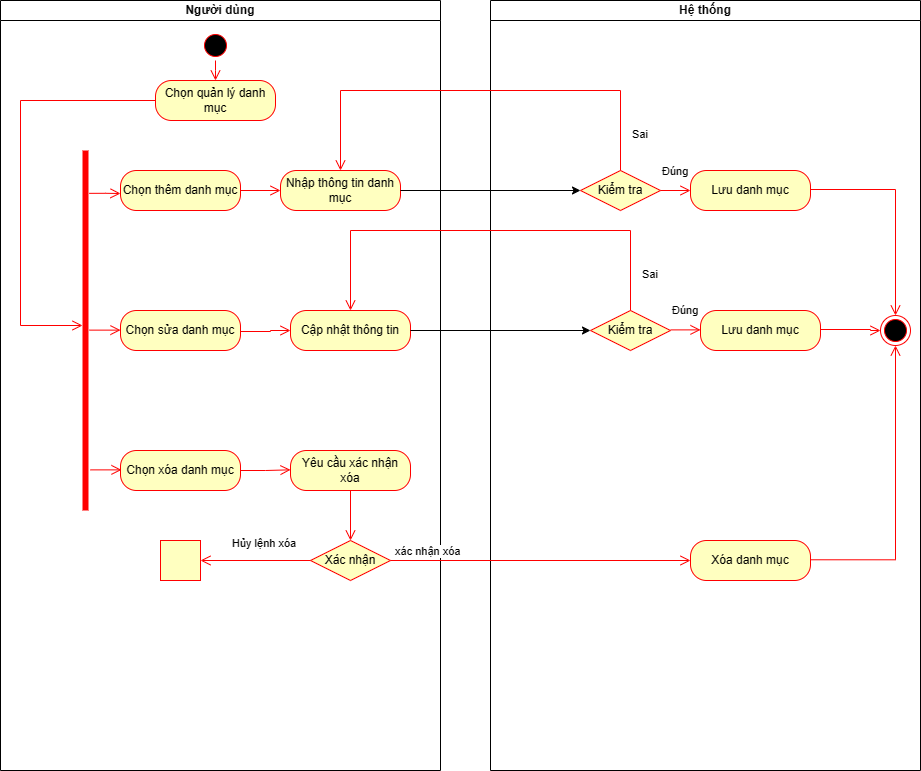 Người dùng
Hệ thống
Chọn quản lý danh
mục
Sai
Chọn thêm danh mục
Nhập thông tin danh
mục
Kiểm tra
Đúng
Lưu danh mục
Sai
Chọn sửa danh mục
Cập nhật thông tin
Kiểm tra
Đúng
Lưu danh mục
Chọn xóa danh mục
Yêu cầu xác nhận
xóa
Hủy lệnh xóa
Xác nhận
xác nhận xóa
Xóa danh mục